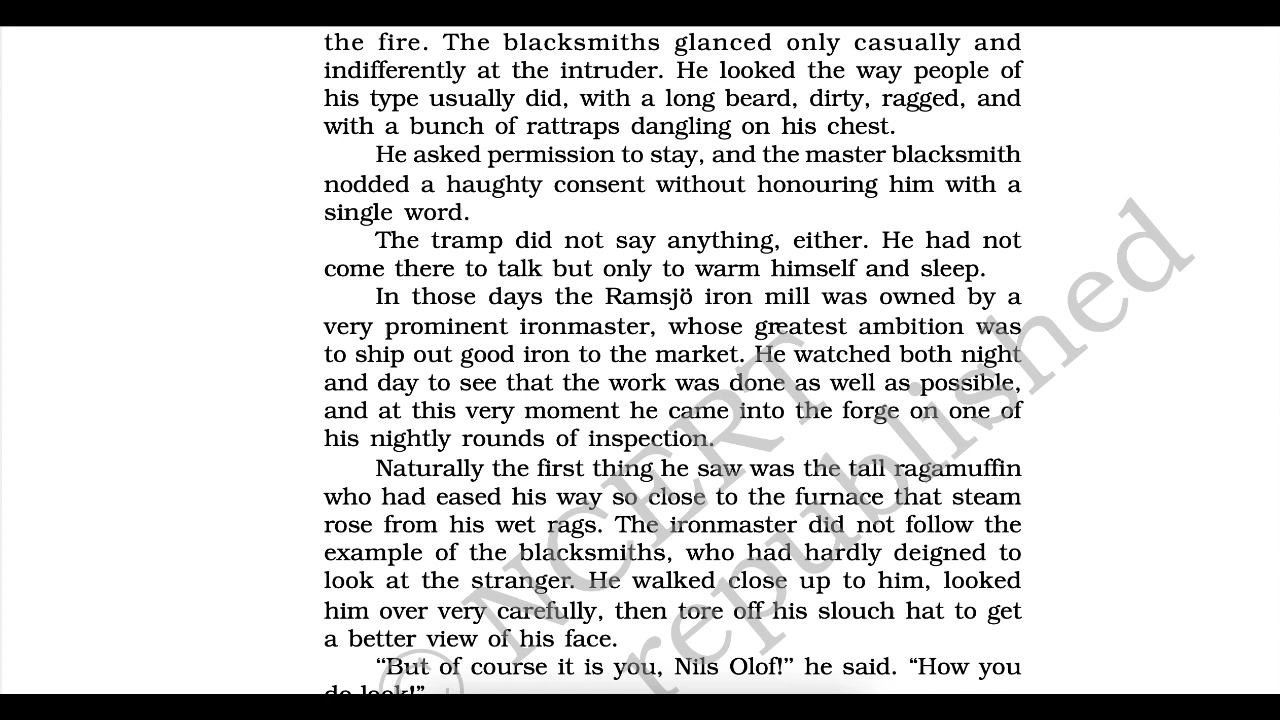 the fire. The blacksmiths glanced only casually and
indifferently at the intruder. He looked the way people of
his type usually did, with a long beard, dirty, ragged, and
with a bunch of rattraps dangling on his chest.
He asked permission to stay, and the master blacksmith
nodded a haughty consent without honouring him with a
single word.
The tramp did not say anything, either. He had not
come there to talk but only to warm himself and sleep.
In those days the Ramsjö iron mill was owned by a
very prominent ironmaster, whose greatest ambition was
to ship out good iron to the market. He watched both night
and day to see that the work was done as well as possible,
and at this very moment he came into the forge on one of
his nightly rounds of inspection.
Naturally the first thing he saw was the tall ragamuffin
who had eased his way so close to the furnace that steam
rose from his wet rags. The ironmaster did not follow the
example of the blacksmiths, who had hardly deigned to
look at the stranger. He walked close up to him, looked
him over very carefully, then tore off his slouch hat to get
a better view of his face.
“But of course it is you, Nils Olof!” he said. “How you
do look!”
© NCERT
republished